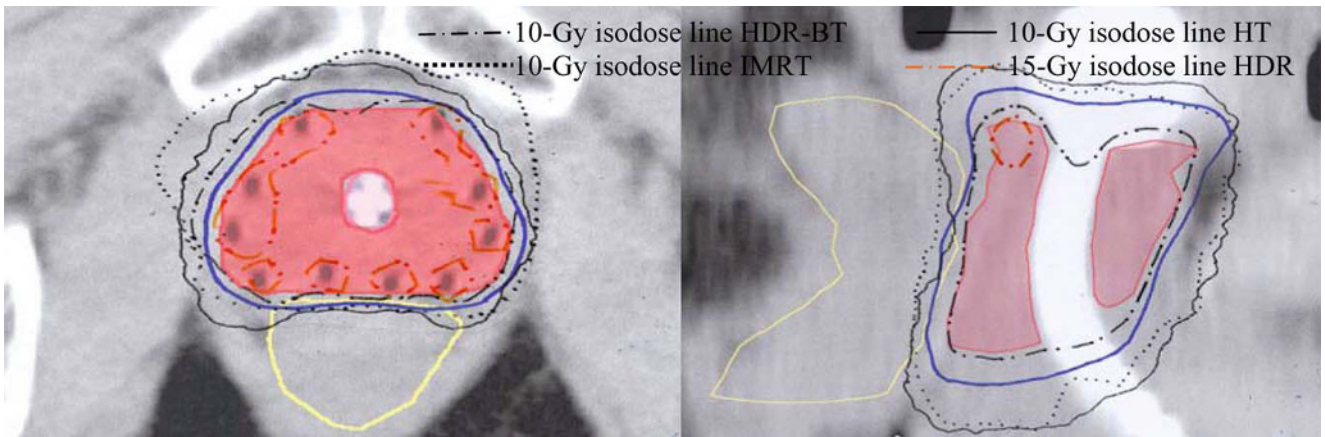 10-Gy isodose line HDR-BT
10-Gy isodose line IMRT
10-Gy isodose line HT
15-Gy isodose line HDR